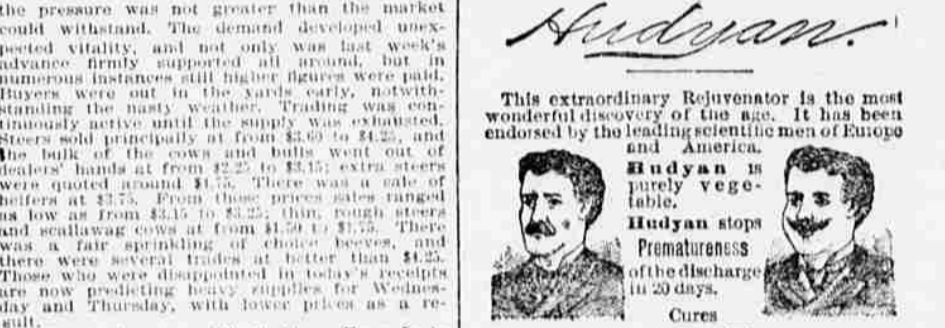 the pressure was not greater than the market
could withstand. The demand developed unex-
pected vitality, and not only was last week's
advance firmly supported all around, but in
numerous instances still higher figures were paid.
Buyers were out in the yards early, notwith-
standing the nasty weather. Trading was con-
tinuously active until the supply was exhausted.
Steers sold principally at from $3.60 to $4.25, and
the bulk of the cows and bulls went out of
dealers' hands at from $2.25 to $3.15; extra steers
were quoted around $4.75. There was a sale of
heifers at $3.75. From those prices sales ranged
as low as from $3.15 to $3.25; thin, rough steers
and scallawag cows at from $1.50 to $1.75. There
was a fair sprinkling of choice beeves, and
there were several trades at better than $4.25.
Those who were disappointed in today's receipts
are now predicting heavy supplies for Wednes-
day and Thursday, with lower prices as a re-
sult.
Hudyan.
This extraordinary Rejuvenator is the most
wonderful discovery of the age. It has been
endorsed by the leading scientific men of Europe
and America.
Hudyan is
purely vege-
table.
Hudyan stops
Prematureness
of the discharge
in 20 days.
Cures